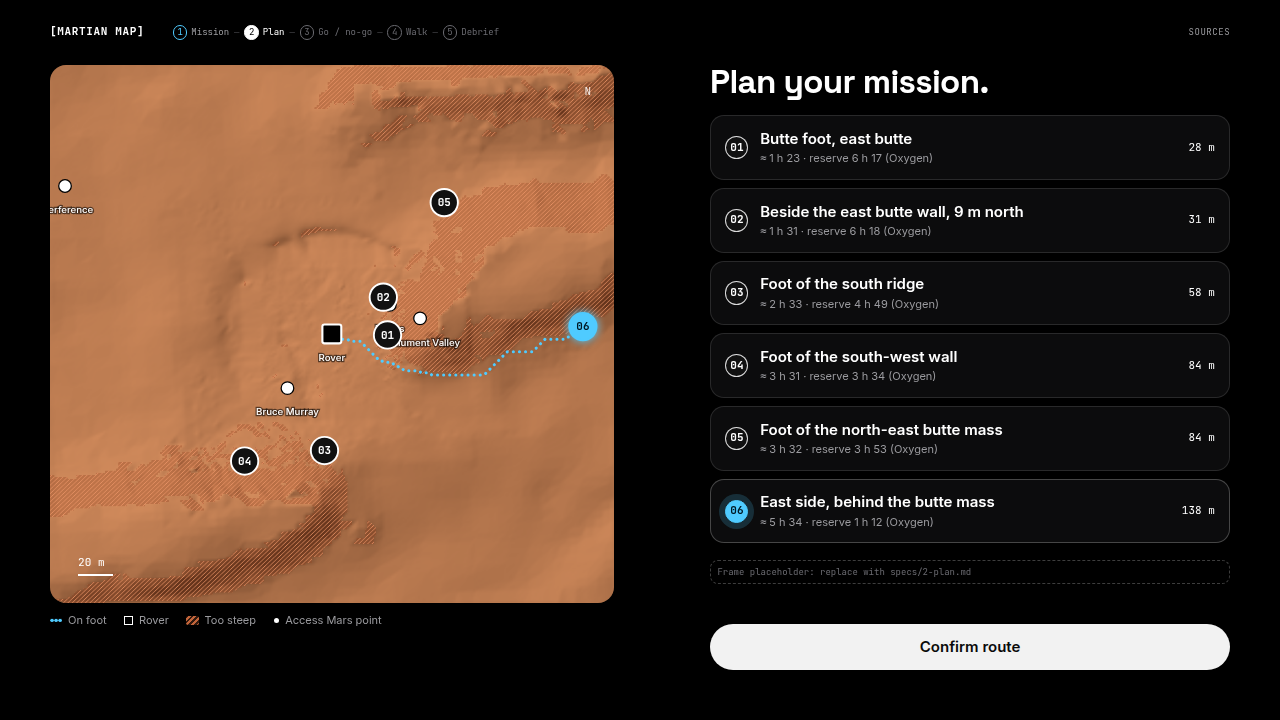 [MARTIAN MAP]
1 Mission — 2 Plan — 3 Go / no-go — 4 Walk — 5 Debrief
SOURCES
N
erference
05
02
01
ument Valley
06
Rover
Bruce Murray
03
04
20 m
On foot
Rover
Too steep
Access Mars point
Plan your mission.
01
Butte foot, east butte
≈ 1 h 23 · reserve 6 h 17 (Oxygen)
28 m
02
Beside the east butte wall, 9 m north
≈ 1 h 31 · reserve 6 h 18 (Oxygen)
31 m
03
Foot of the south ridge
≈ 2 h 33 · reserve 4 h 49 (Oxygen)
58 m
04
Foot of the south-west wall
≈ 3 h 31 · reserve 3 h 34 (Oxygen)
84 m
05
Foot of the north-east butte mass
≈ 3 h 32 · reserve 3 h 53 (Oxygen)
84 m
06
East side, behind the butte mass
≈ 5 h 34 · reserve 1 h 12 (Oxygen)
138 m
Frame placeholder: replace with specs/2-plan.md
Confirm route